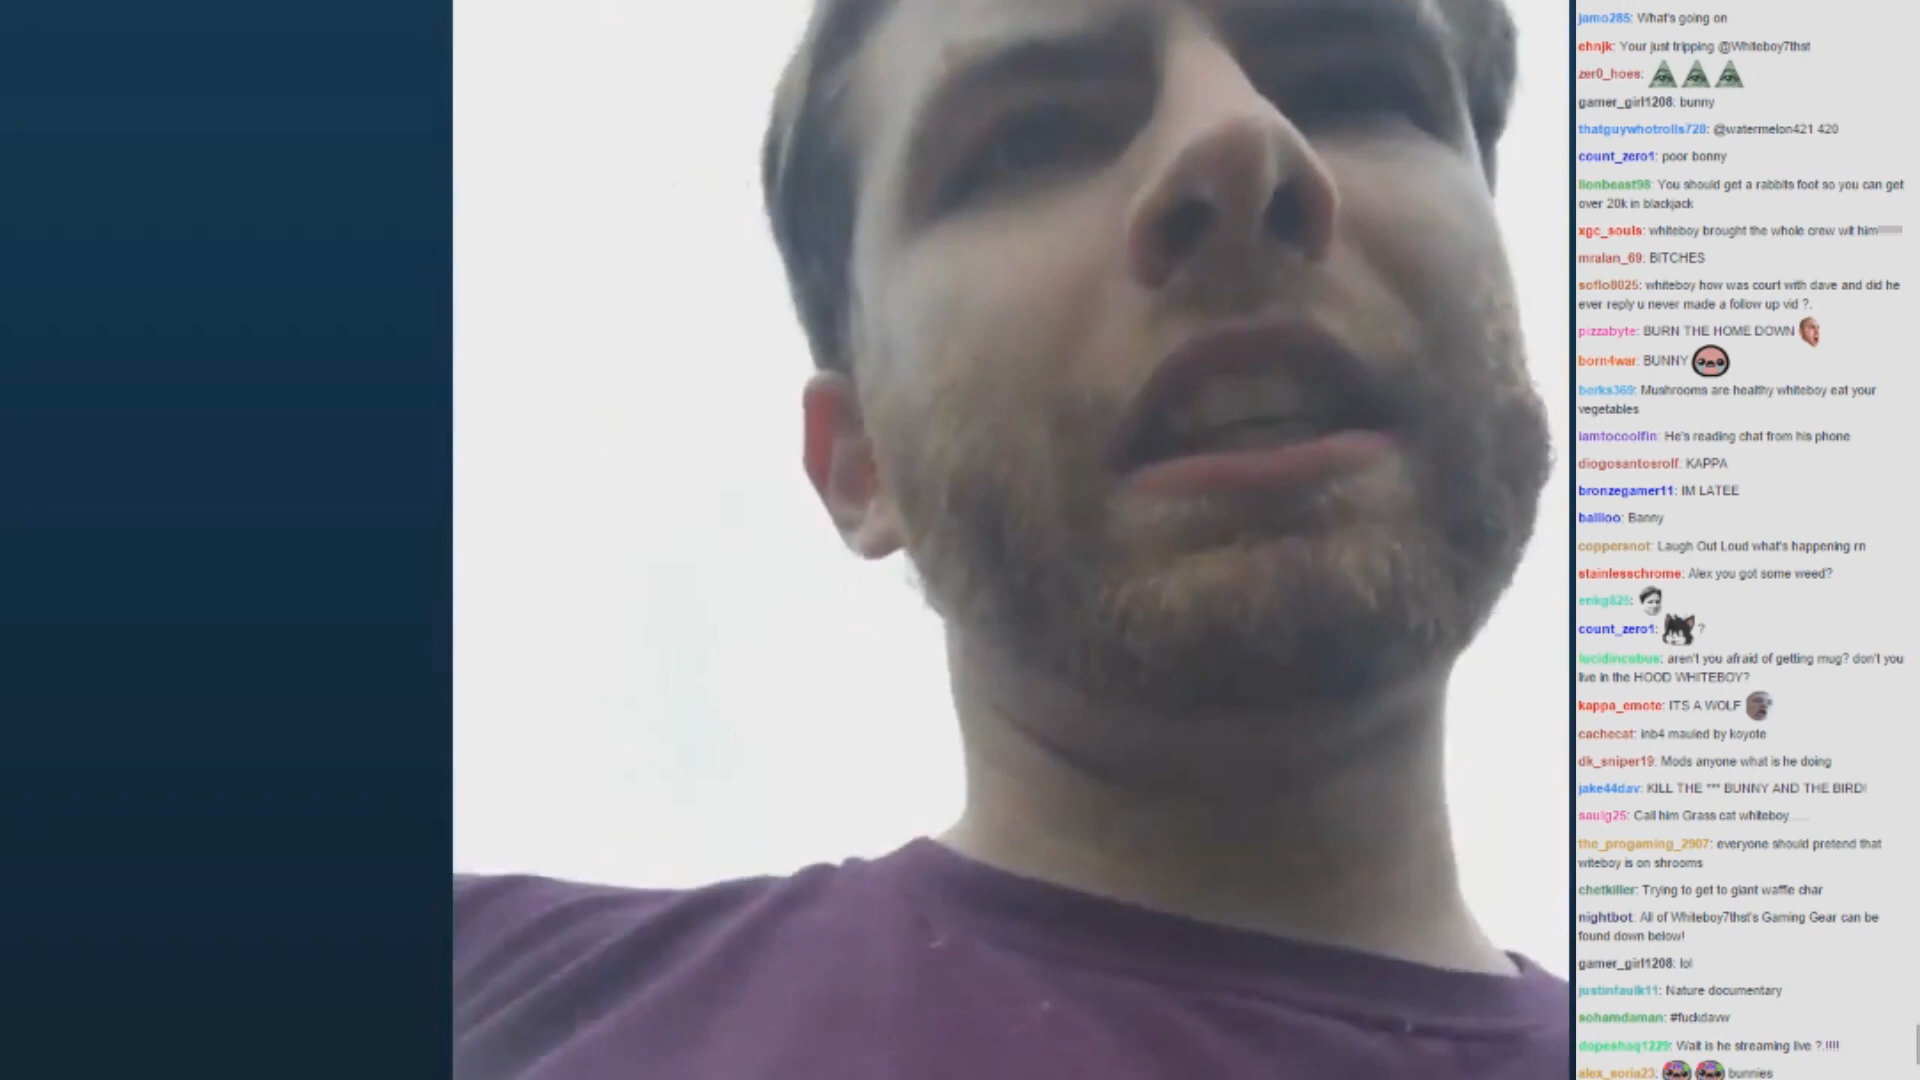 jamo285: What's going on
ehnjk: Your just tripping @Whiteboy7thst
zer0_hoes:
gamer_girl1208: bunny
thatguywhotrolls728: @watermelon421 420
count_zero1: poor bonny
lionbeast98: You should get a rabbits foot so you can get
over 20k in blackjack
xgc_souls: whiteboy brought the whole crew wit him
mralan_69: BITCHES
soflo8025: whiteboy how was court with dave and did he
ever reply u never made a follow up vid ?.
pizzabyte: BURN THE HOME DOWN
born4war: BUNNY
berks369: Mushrooms are healthy whiteboy eat your
vegetables
iamtocoolfin: He's reading chat from his phone
diogosantosrolf: KAPPA
bronzegamer11: IM LATEE
ballloo: Banny
coppersnot: Laugh Out Loud what's happening rn
stainlesschrome: Alex you got some weed?
enkg825:
count_zero1: ?
lucidincubus: aren't you afraid of getting mug? don't you
live in the HOOD WHITEBOY?
kappa_emote: ITS A WOLF
cachecat: inb4 mauled by koyote
dk_sniper19: Mods anyone what is he doing
jake44dav: KILL THE *** BUNNY AND THE BIRD!
saulg25: Call him Grass cat whiteboy
the_progaming_2907: everyone should pretend that
witeboy is on shrooms
chetkiller: Trying to get to giant waffle char
nightbot: All of Whiteboy7thst's Gaming Gear can be
found down below!
gamer_girl1208: lol
justinfaulk11: Nature documentary
sohamdaman: #fuckdavw
dopeshaq1229: Wait is he streaming live ?.!!!!
alex_soria23: bunnies